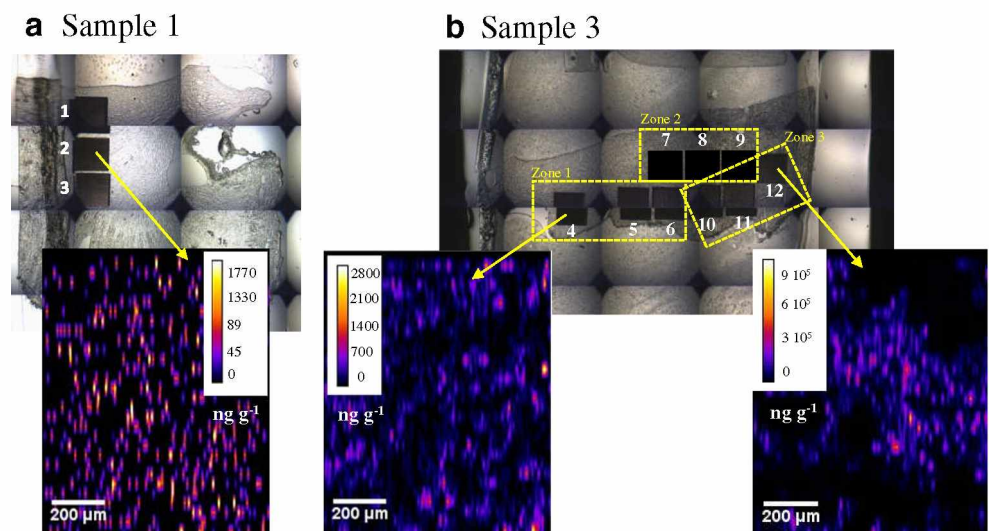 a Sample 1
b Sample 3
1
2
3
Zone 2
7 8 9
Zone 3
Zone 1
12
4 5 6 10 11
1770
1330
89
45
0
ng g-1
200 μm
2800
2100
1400
700
0
ng g-1
200 μm
9 10⁵
6 10⁵
3 10⁵
0
ng g-1
200 μm